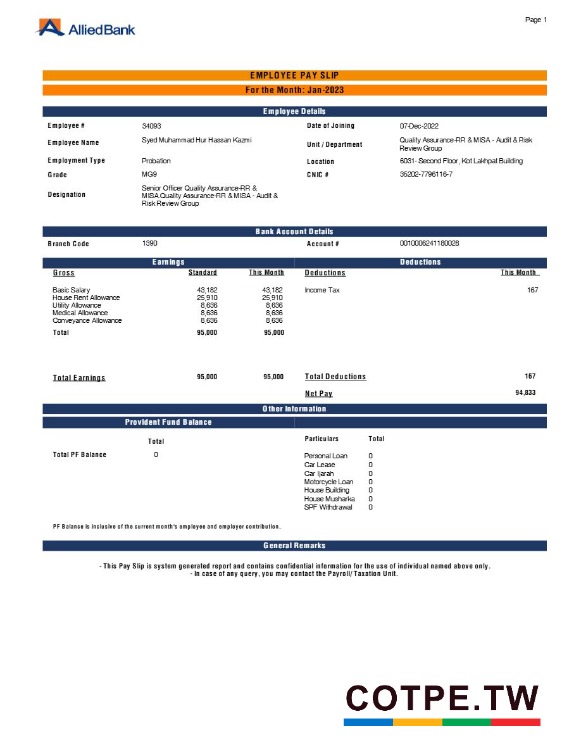 Page 1
AlliedBank
EMPLOYEE PAY SLIP
For the Month: Jan-2023
Employee Details
Employee # 34093 Date of Joining 07-Dec-2022
Employee Name Syed Muhammad Hur Hassan Kazmi Unit / Department Quality Assurance-RR & MISA - Audit & Risk
Review Group
Employment Type Probation Location 6031- Second Floor, Kot Lakhpat Building
Grade MG9 CNIC # 35202-7796116-7
Designation Senior Officer Quality Assurance-RR &
MISA.Quality Assurance-RR & MISA - Audit &
Risk Review Group
Bank Account Details
Branch Code 1390 Account # 0010006241180028
Earnings Deductions
Gross Standard This Month Deductions This Month
Basic Salary 43,182 43,182 Income Tax 167
House Rent Allowance 25,910 25,910
Utility Allowance 8,636 8,636
Medical Allowance 8,636 8,636
Conveyance Allowance 8,636 8,636
Total 95,000 95,000
Total Earnings 95,000 95,000 Total Deductions 167
Net Pay 94,833
Other Information
Provident Fund Balance
Total Particulars Total
Total PF Balance 0 Personal Loan 0
Car Lease 0
Car Ijarah 0
Motorcycle Loan 0
House Building 0
House Musharka 0
SPF Withdrawal 0
PF Balance is inclusive of the current month's employee and employer contribution.
General Remarks
- This Pay Slip is system generated report and contains confidential information for the use of individual named above only.
- In case of any query, you may contact the Payroll/ Taxation Unit.
COTPE.TW